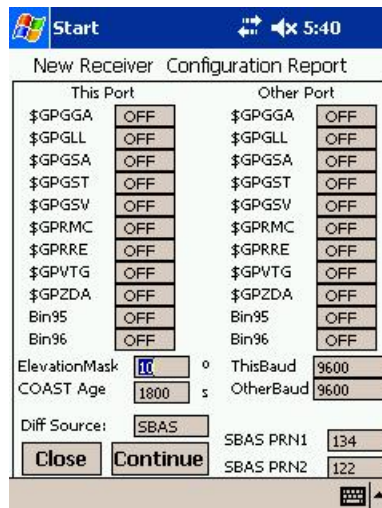 Start 5:40
New Receiver Configuration Report
This Port Other Port
$GPGGA OFF $GPGGA OFF
$GPGLL OFF $GPGLL OFF
$GPGSA OFF $GPGSA OFF
$GPGST OFF $GPGST OFF
$GPGSV OFF $GPGSV OFF
$GPRMC OFF $GPRMC OFF
$GPRRE OFF $GPRRE OFF
$GPVTG OFF $GPVTG OFF
$GPZDA OFF $GPZDA OFF
Bin95 OFF Bin95 OFF
Bin96 OFF Bin96 OFF
ElevationMask 10 ° ThisBaud 9600
COAST Age 1800 s OtherBaud 9600
Diff Source: SBAS
SBAS PRN1 134
Close Continue SBAS PRN2 122